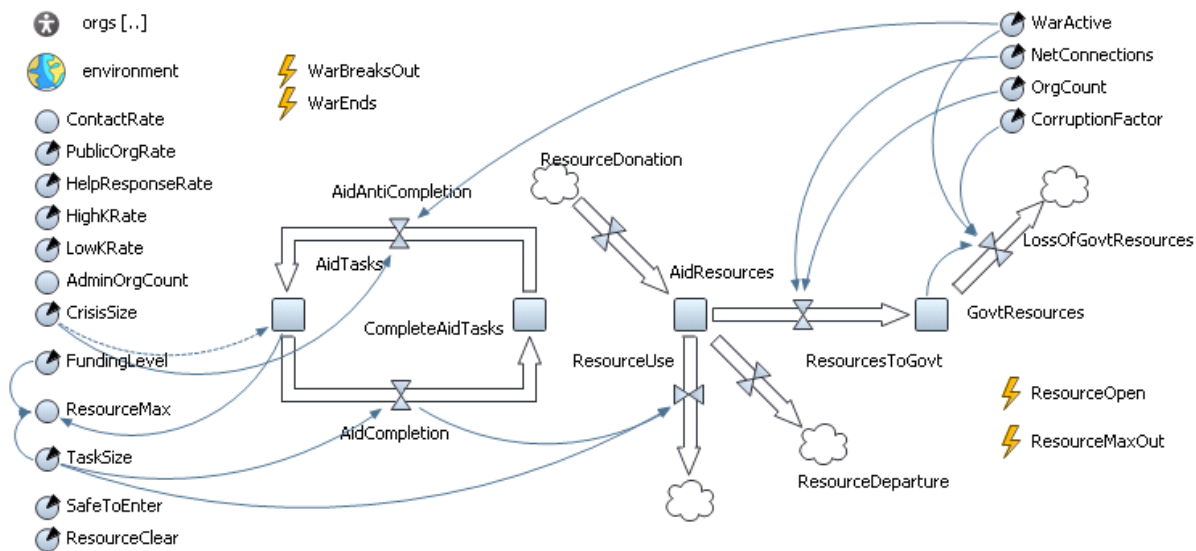 orgs [..]
environment
ContactRate
PublicOrgRate
HelpResponseRate
HighKRate
LowKRate
AdminOrgCount
CrisisSize
FundingLevel
ResourceMax
TaskSize
SafeToEnter
ResourceClear
WarBreaksOut
WarEnds
AidAntiCompletion
AidTasks
CompleteAidTasks
AidCompletion
ResourceDonation
AidResources
ResourceUse
ResourcesToGovt
ResourceDeparture
WarActive
NetConnections
OrgCount
CorruptionFactor
LossOfGovtResources
GovtResources
ResourceOpen
ResourceMaxOut